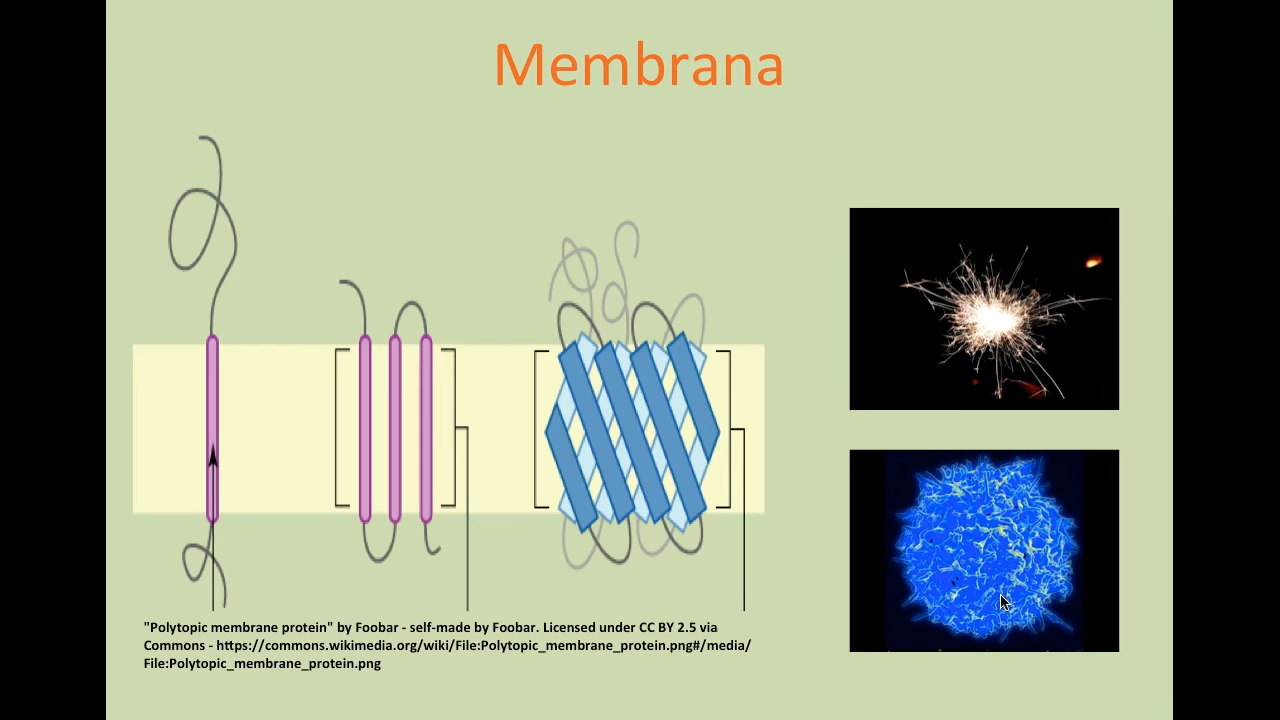 Membrana
"Polytopic membrane protein" by Foobar - self-made by Foobar. Licensed under CC BY 2.5 via
Commons - https://commons.wikimedia.org/wiki/File:Polytopic_membrane_protein.png#/media/
File:Polytopic_membrane_protein.png